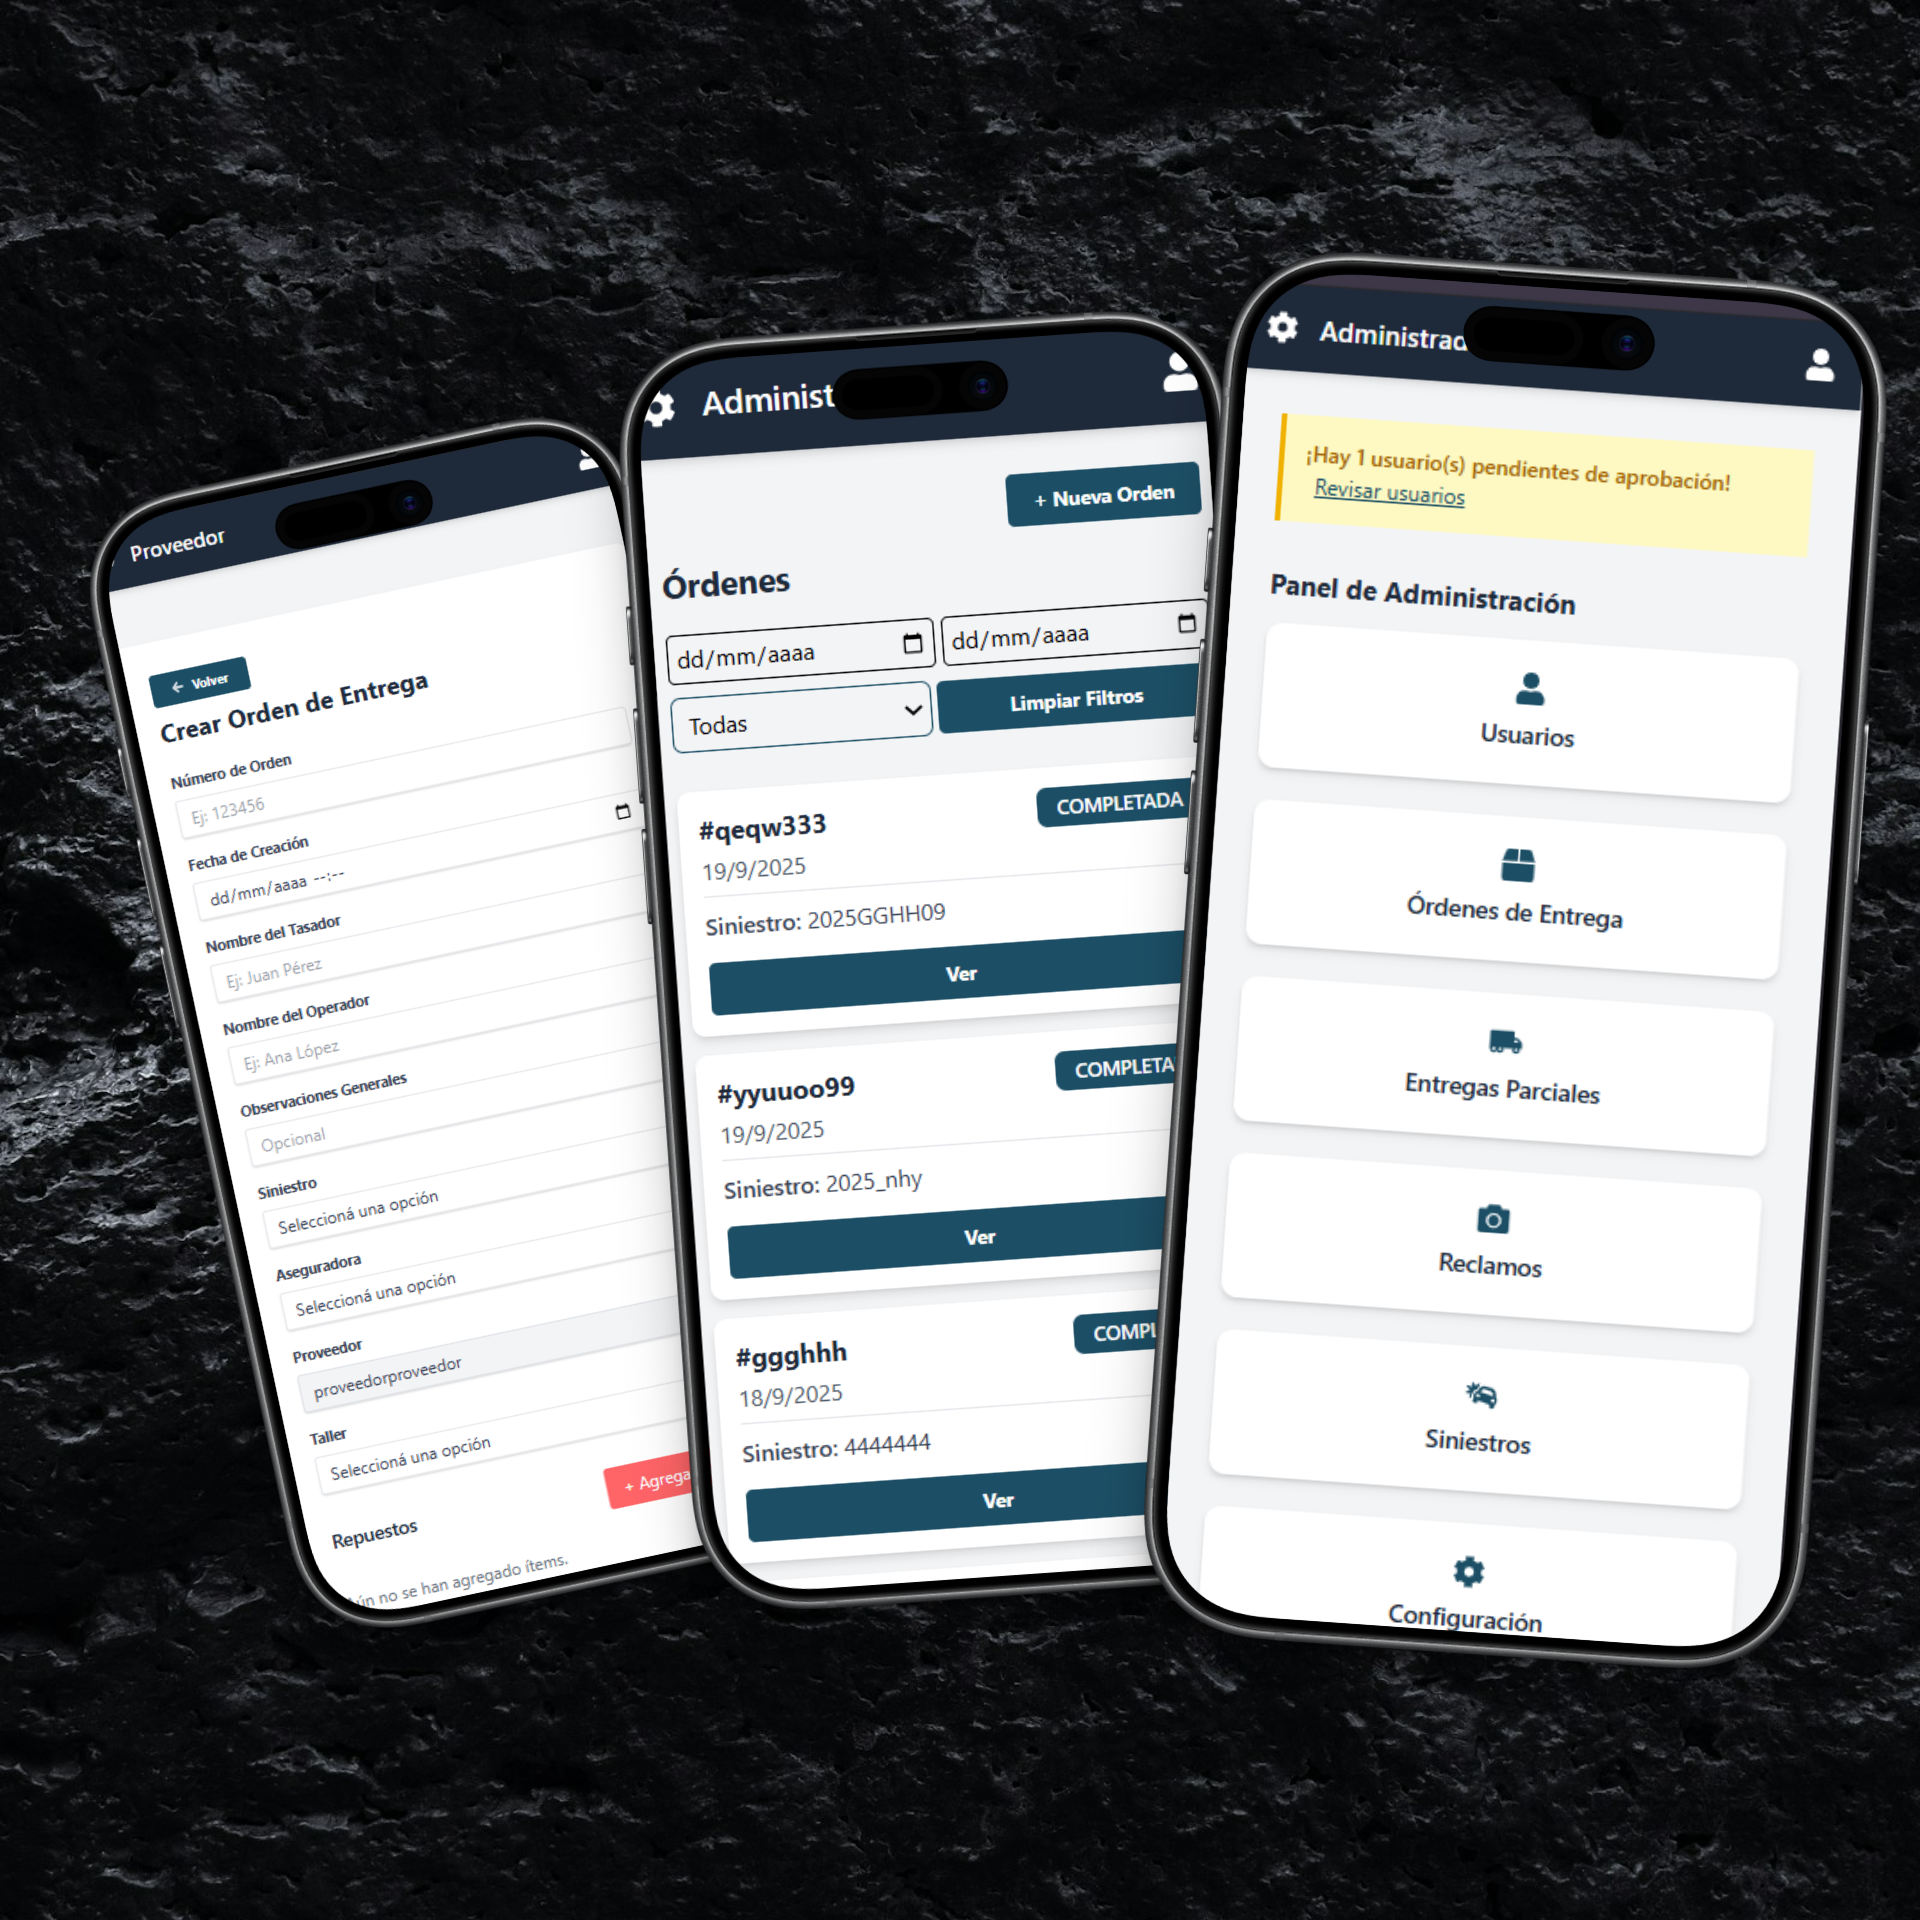 Proveedor
← Volver
Crear Orden de Entrega
Número de Orden
Ej: 123456
Fecha de Creación
dd/mm/aaaa --:--
Nombre del Tasador
Ej: Juan Pérez
Nombre del Operador
Ej: Ana López
Observaciones Generales
Opcional
Siniestro
Seleccioná una opción
Aseguradora
Seleccioná una opción
Proveedor
proveedorproveedor
Taller
Seleccioná una opción
+ Agrega
Repuestos
Aún no se han agregado ítems.
Administ
+ Nueva Orden
Órdenes
dd/mm/aaaa dd/mm/aaaa
Todas Limpiar Filtros
#qeqw333 COMPLETADA
19/9/2025
Siniestro: 2025GGHH09
Ver
#yyuuoo99 COMPLETA
19/9/2025
Siniestro: 2025_nhy
Ver
#ggghhh COMPL
18/9/2025
Siniestro: 4444444
Ver
Administrad
¡Hay 1 usuario(s) pendientes de aprobación!
Revisar usuarios
Panel de Administración
Usuarios
Órdenes de Entrega
Entregas Parciales
Reclamos
Siniestros
Configuración